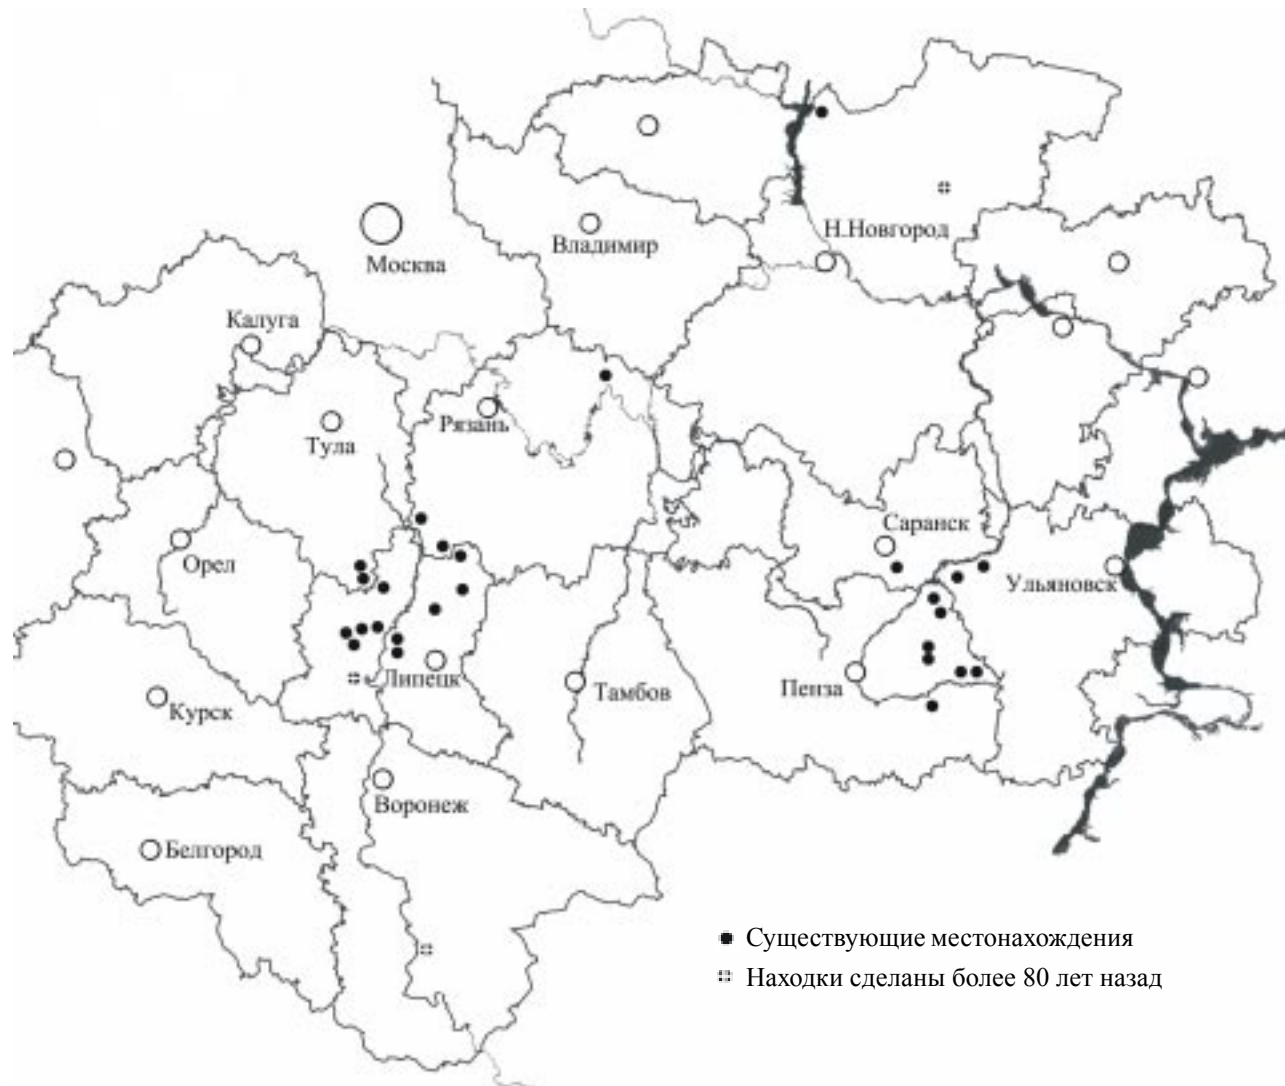 Н.Новгород
Владимир
Москва
Калуга
Рязань
Тула
Саранск
Орел
Ульяновск
Липецк
Пенза
Тамбов
Курск
Воронеж
Белгород
Существующие местонахождения
Находки сделаны более 80 лет назад